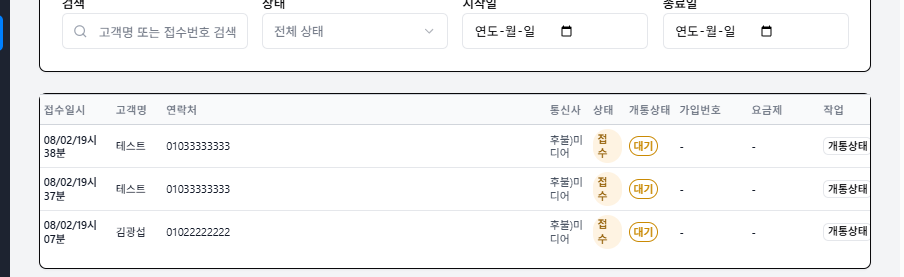 검색 상태 시작일 종료일
고객명 또는 접수번호 검색 전체 상태 연도-월-일 연도-월-일
접수일시 고객명 연락처 통신사 상태 개통상태 가입번호 요금제 작업
08/02/19시 38분 테스트 01033333333 후불)미디어 접수 대기 - - 개통상태
08/02/19시 37분 테스트 01033333333 후불)미디어 접수 대기 - - 개통상태
08/02/19시 07분 김광섭 01022222222 후불)미디어 접수 대기 - - 개통상태